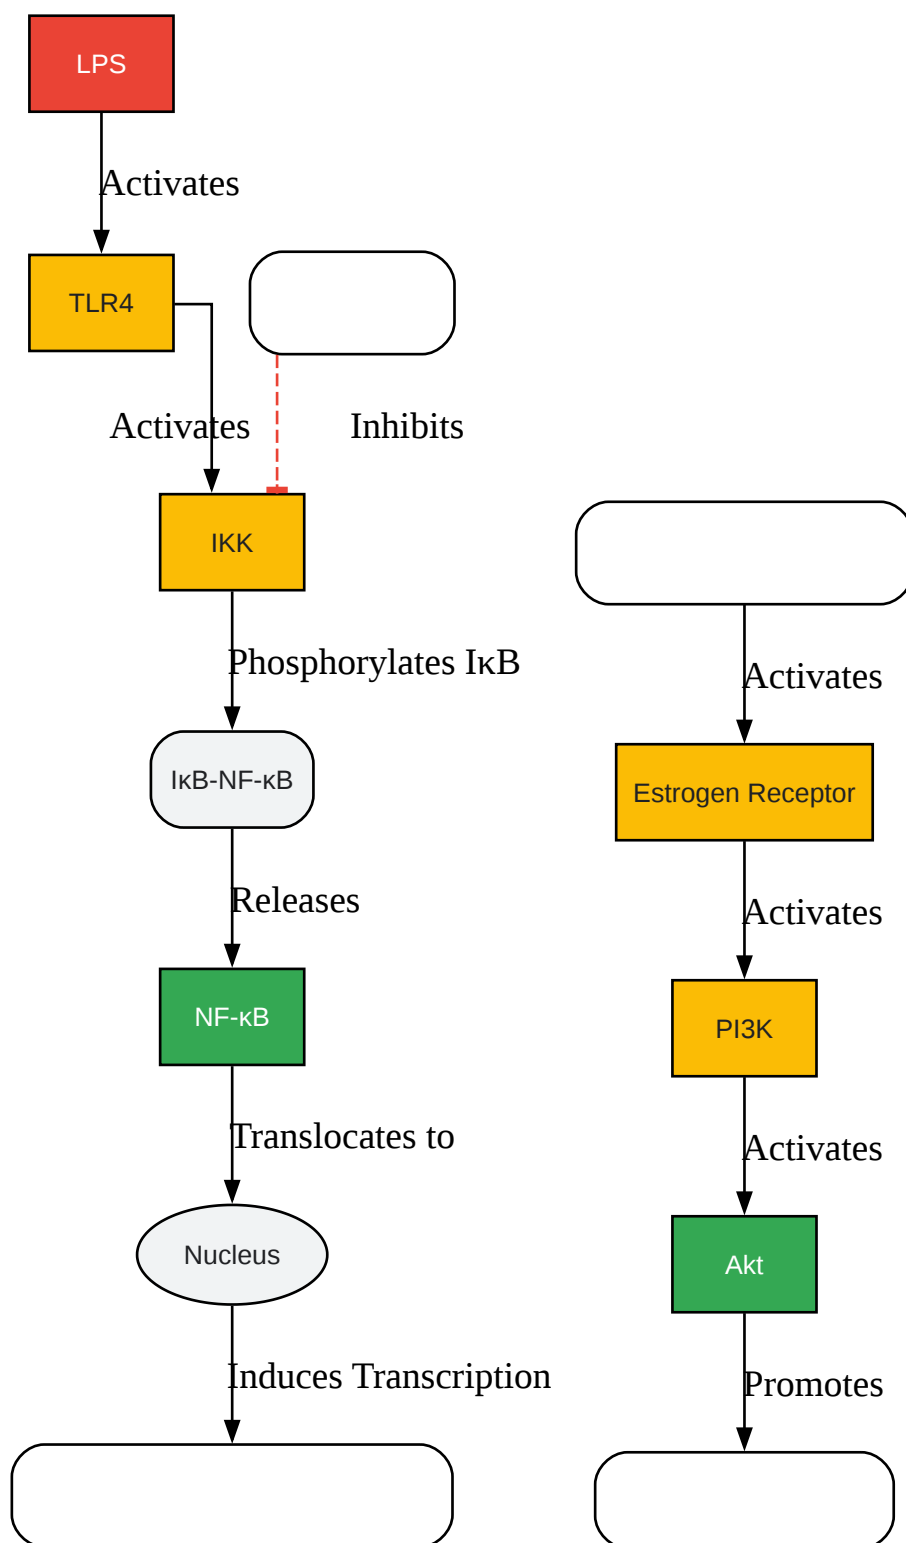 LPS
Activates
TLR4
Activates
Inhibits
IKK
Phosphorylates IκB
IκB-NF-κB
Releases
NF-κB
Translocates to
Nucleus
Induces Transcription
Activates
Estrogen Receptor
Activates
PI3K
Activates
Akt
Promotes